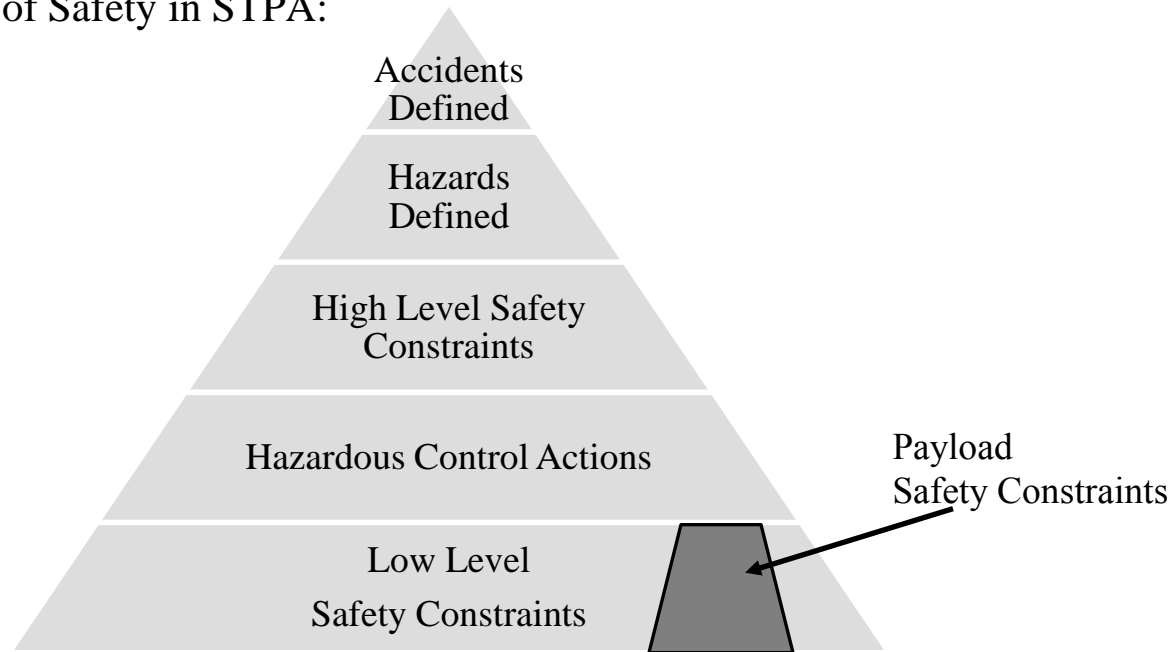 of Safety in STPA:
Accidents
Defined
Hazards
Defined
High Level Safety
Constraints
Hazardous Control Actions
Payload
Safety Constraints
Low Level
Safety Constraints